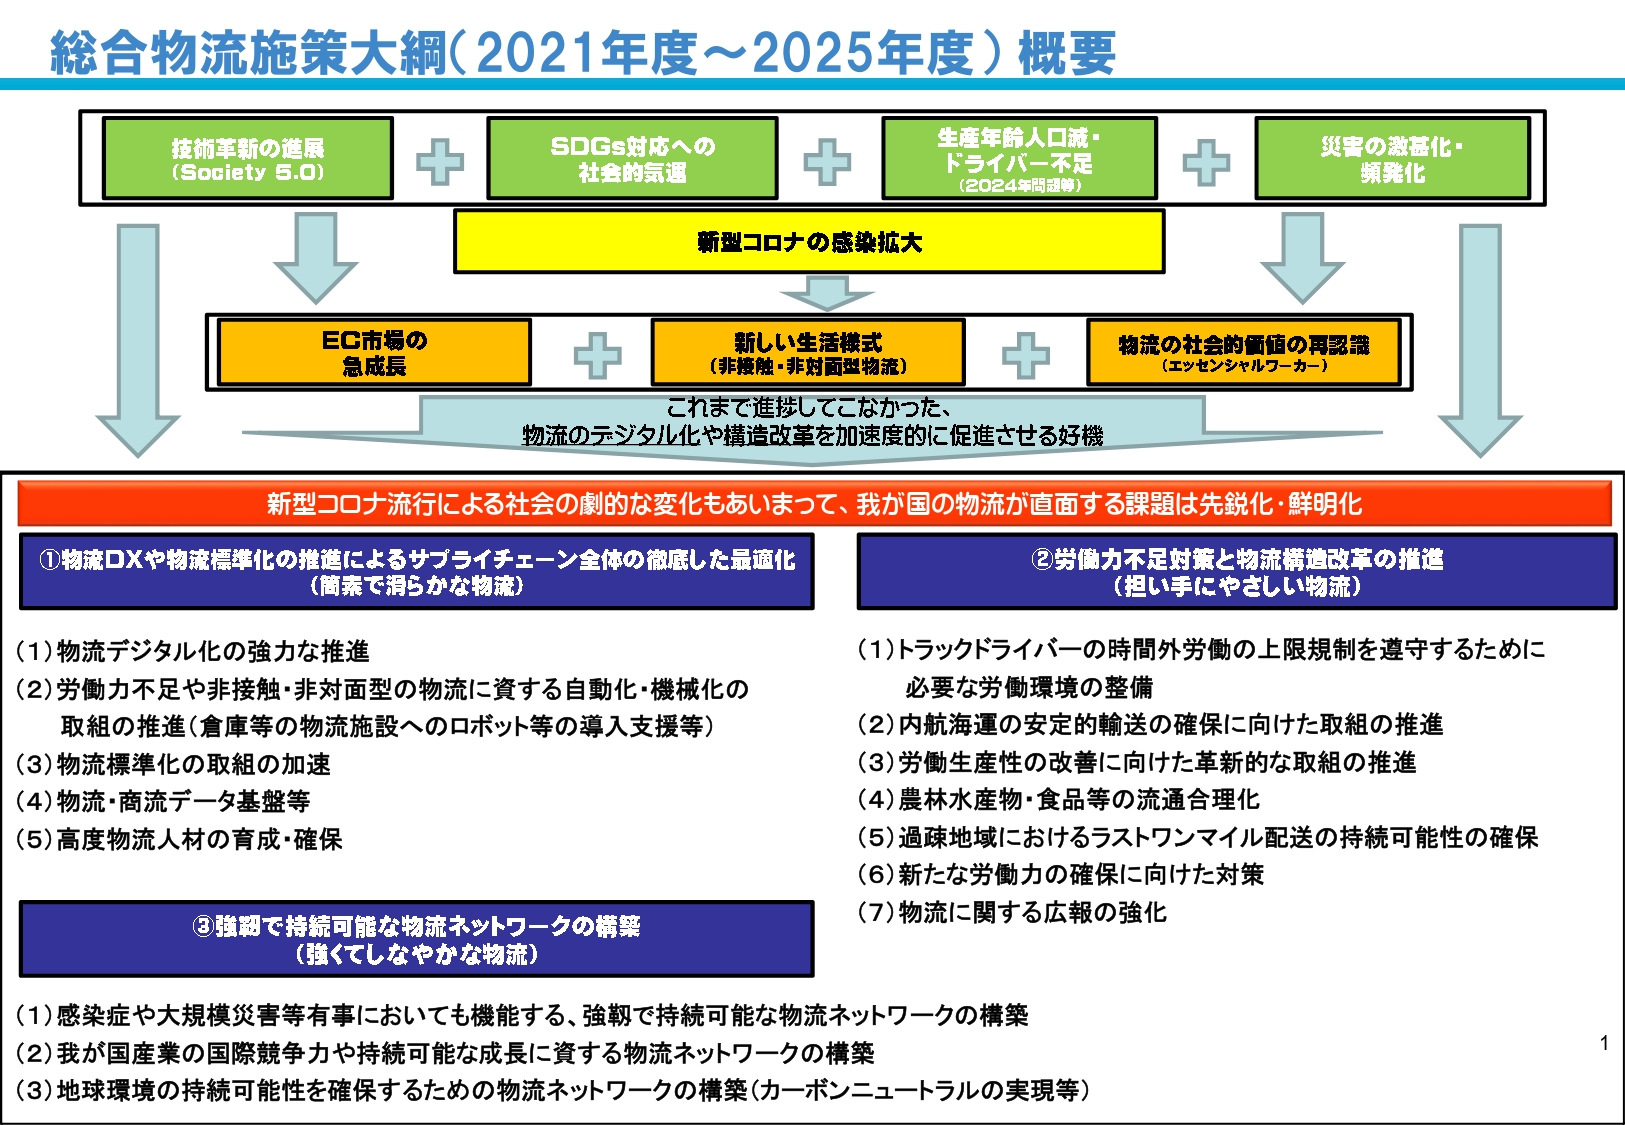 総合物流施策大綱(2021年度～2025年度)概要
技術革新の進展
(Society 5.0)
SDGs対応への
社会的気運
生産年齢人口減・
ドライバー不足
(2024年問題等)
災害の激甚化・
頻発化
新型コロナの感染拡大
EC市場の
急成長
新しい生活様式
(非接触・非対面型物流)
物流の社会的価値の再認識
(エッセンシャルワーカー)
これまで進捗してこなかった、
物流のデジタル化や構造改革を加速度的に促進させる好機
新型コロナ流行による社会の劇的な変化もあいまって、我が国の物流が直面する課題は先鋭化・鮮明化
①物流DXや物流標準化の推進によるサプライチェーン全体の徹底した最適化
(簡素で滑らかな物流)
(1)物流デジタル化の強力な推進
(2)労働力不足や非接触・非対面型の物流に資する自動化・機械化の
取組の推進(倉庫等の物流施設へのロボット等の導入支援等)
(3)物流標準化の取組の加速
(4)物流・商流データ基盤等
(5)高度物流人材の育成・確保
②労働力不足対策と物流構造改革の推進
(担い手にやさしい物流)
(1)トラックドライバーの時間外労働の上限規制を遵守するために
必要な労働環境の整備
(2)内航海運の安定的輸送の確保に向けた取組の推進
(3)労働生産性の改善に向けた革新的な取組の推進
(4)農林水産物・食品等の流通合理化
(5)過疎地域におけるラストワンマイル配送の持続可能性の確保
(6)新たな労働力の確保に向けた対策
(7)物流に関する広報の強化
③強靭で持続可能な物流ネットワークの構築
(強くてしなやかな物流)
(1)感染症や大規模災害等有事においても機能する、強靱で持続可能な物流ネットワークの構築
(2)我が国産業の国際競争力や持続可能な成長に資する物流ネットワークの構築
(3)地球環境の持続可能性を確保するための物流ネットワークの構築(カーボンニュートラルの実現等)
1